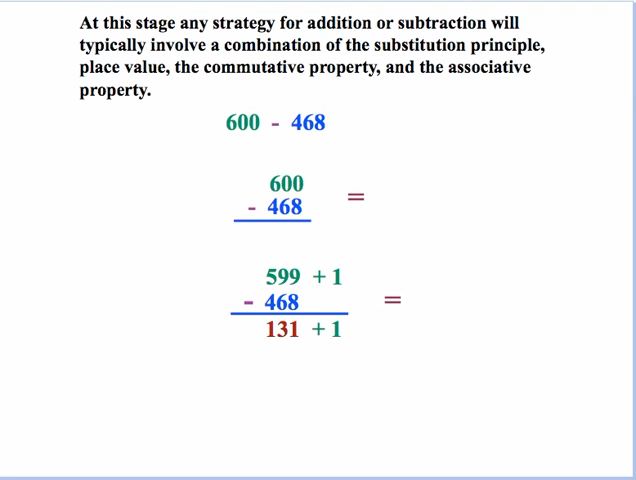 At this stage any strategy for addition or subtraction will
typically involve a combination of the substitution principle,
place value, the commutative property, and the associative
property.
600 - 468
600
- 468 =
599 + 1
- 468 =
131 + 1